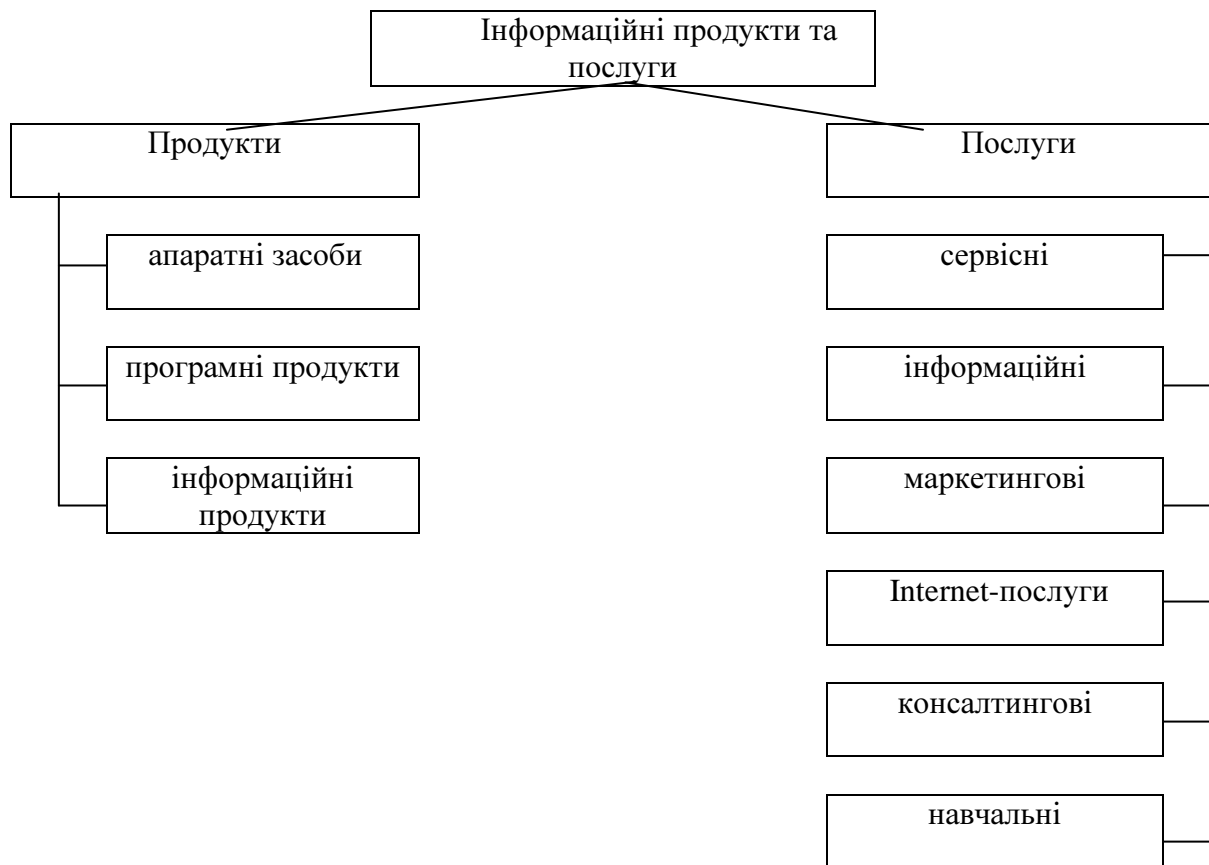 Інформаційні продукти та
послуги
Продукти
Послуги
апаратні засоби
сервісні
програмні продукти
інформаційні
інформаційні
продукти
маркетингові
Internet-послуги
консалтингові
навчальні